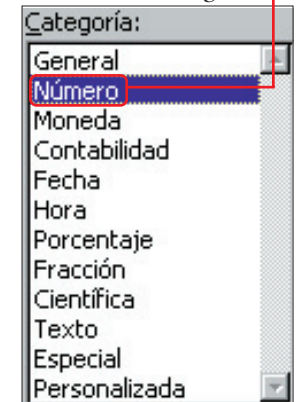 Categoría:
General
Número
Moneda
Contabilidad
Fecha
Hora
Porcentaje
Fracción
Científica
Texto
Especial
Personalizada